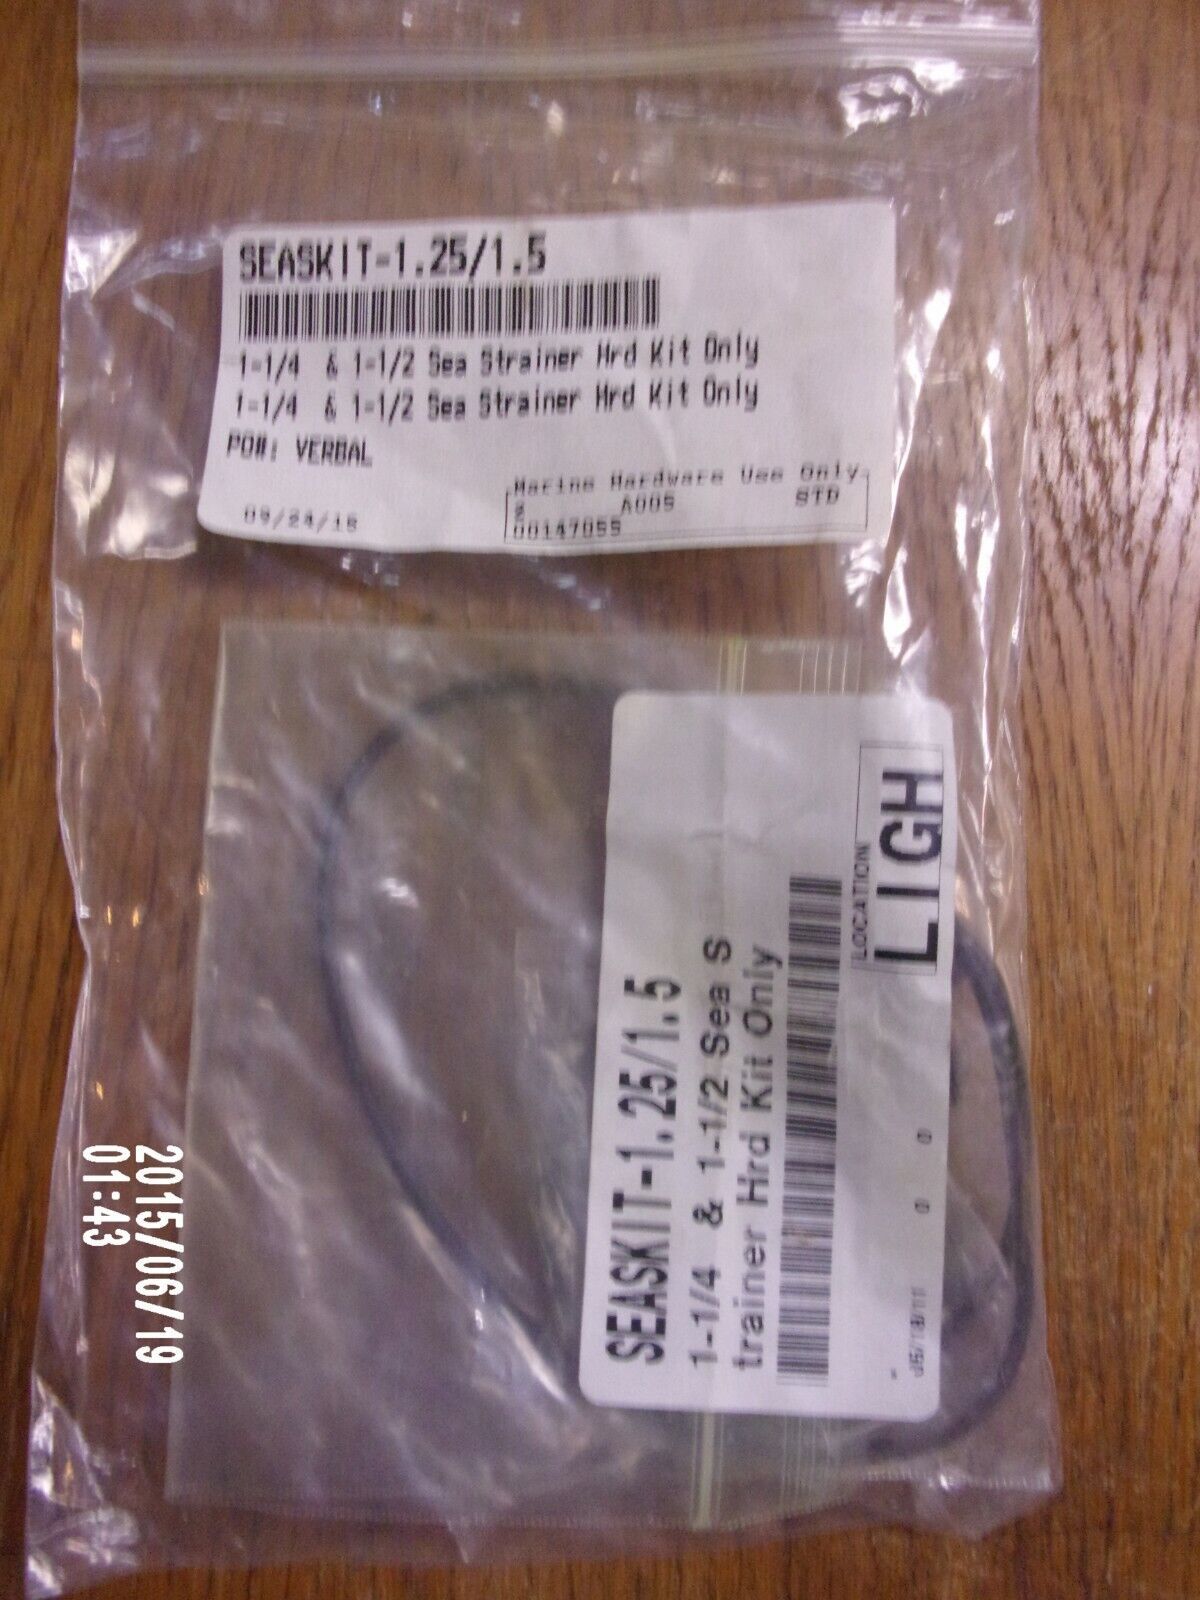 SEASKIT-1.25/1.5
1-1/4 & 1-1/2 Sea Strainer Hrd Kit Only
1-1/4 & 1-1/2 Sea Strainer Hrd Kit Only
PO#: VERBAL
Marine Hardware Use Only
A005 STD
00147055
09/24/15
SEASKIT-1.25/1.5
1-1/4 & 1-1/2 Sea S
trainer Hrd Kit Only
LOCATION
LIGH
0 0
2015/06/19
01:43